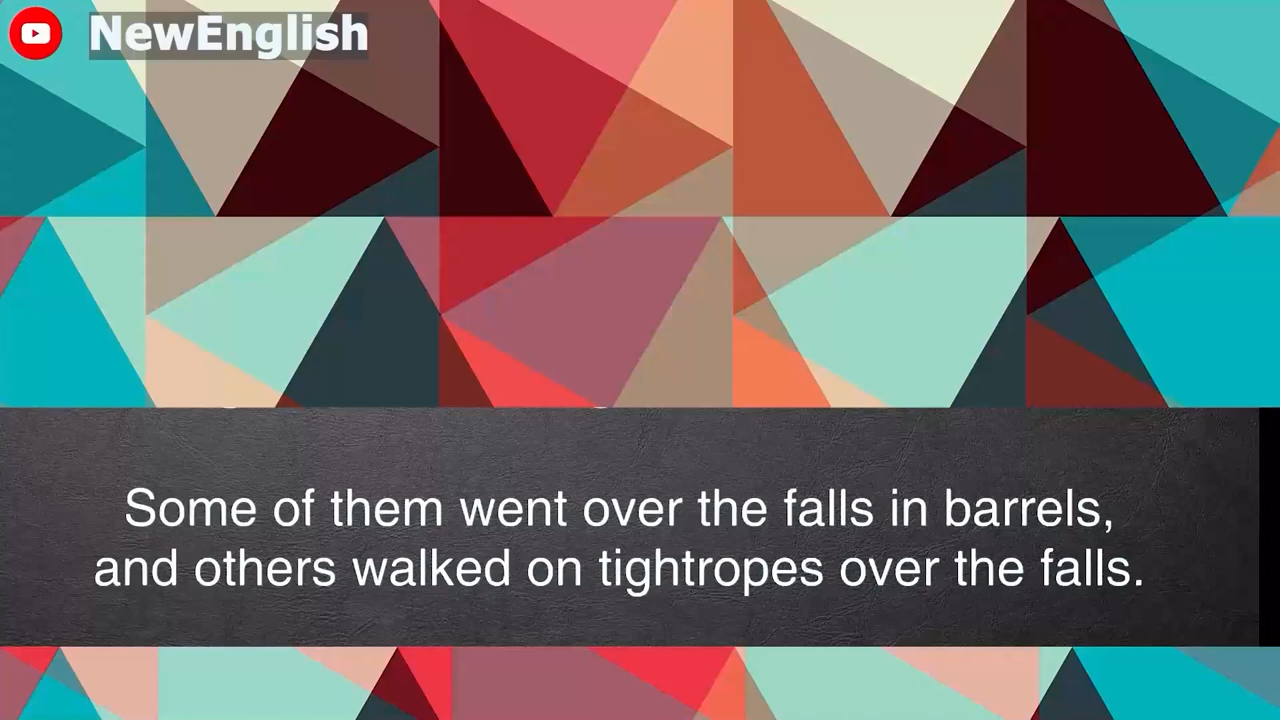 NewEnglish
Some of them went over the falls in barrels,
and others walked on tightropes over the falls.